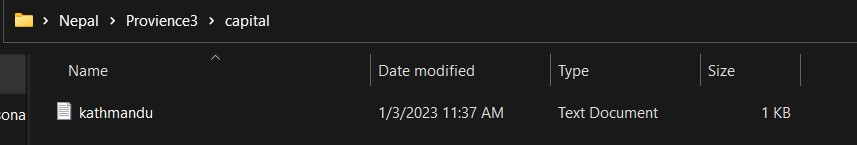 Nepal > Provience3 > capital
Name Date modified Type Size
sona
kathmandu 1/3/2023 11:37 AM Text Document 1 KB